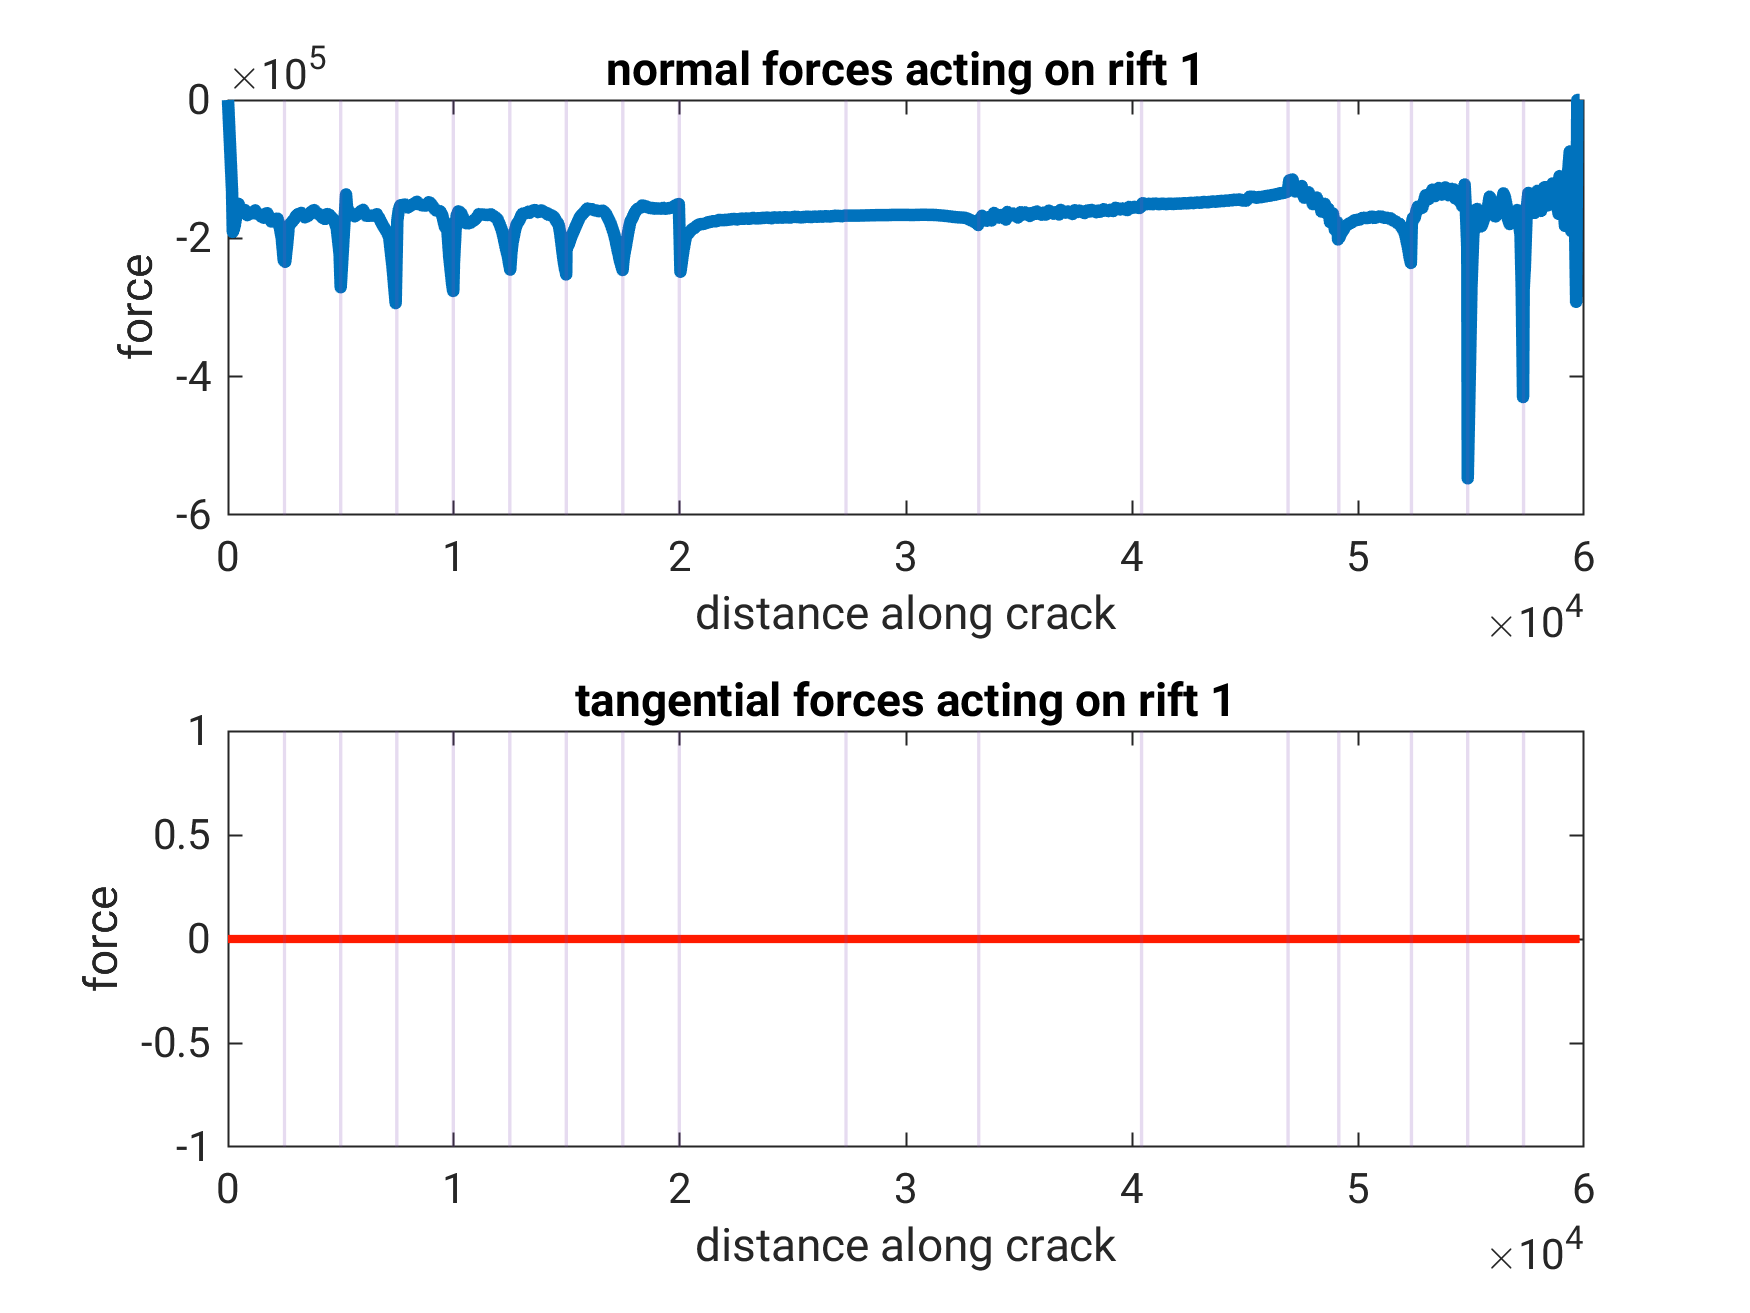 ×10^5
normal forces acting on rift 1
0
-2
-4
-6
force
0 1 2 3 4 5 6
distance along crack
×10^4
tangential forces acting on rift 1
1
0.5
0
-0.5
-1
force
0 1 2 3 4 5 6
distance along crack
×10^4